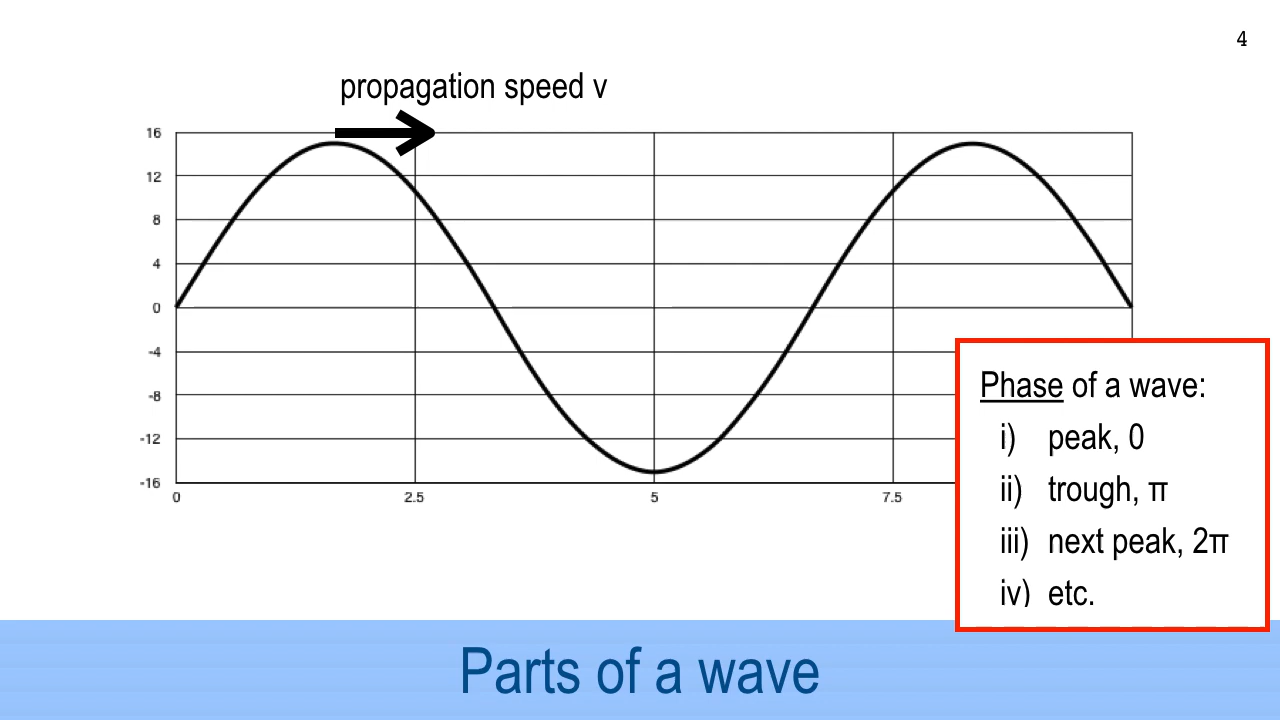 4
propagation speed v
16
12
8
4
0
-4
-8
-12
-16
0 2.5 5 7.5
Phase of a wave:
i) peak, 0
ii) trough, π
iii) next peak, 2π
iv) etc.
Parts of a wave